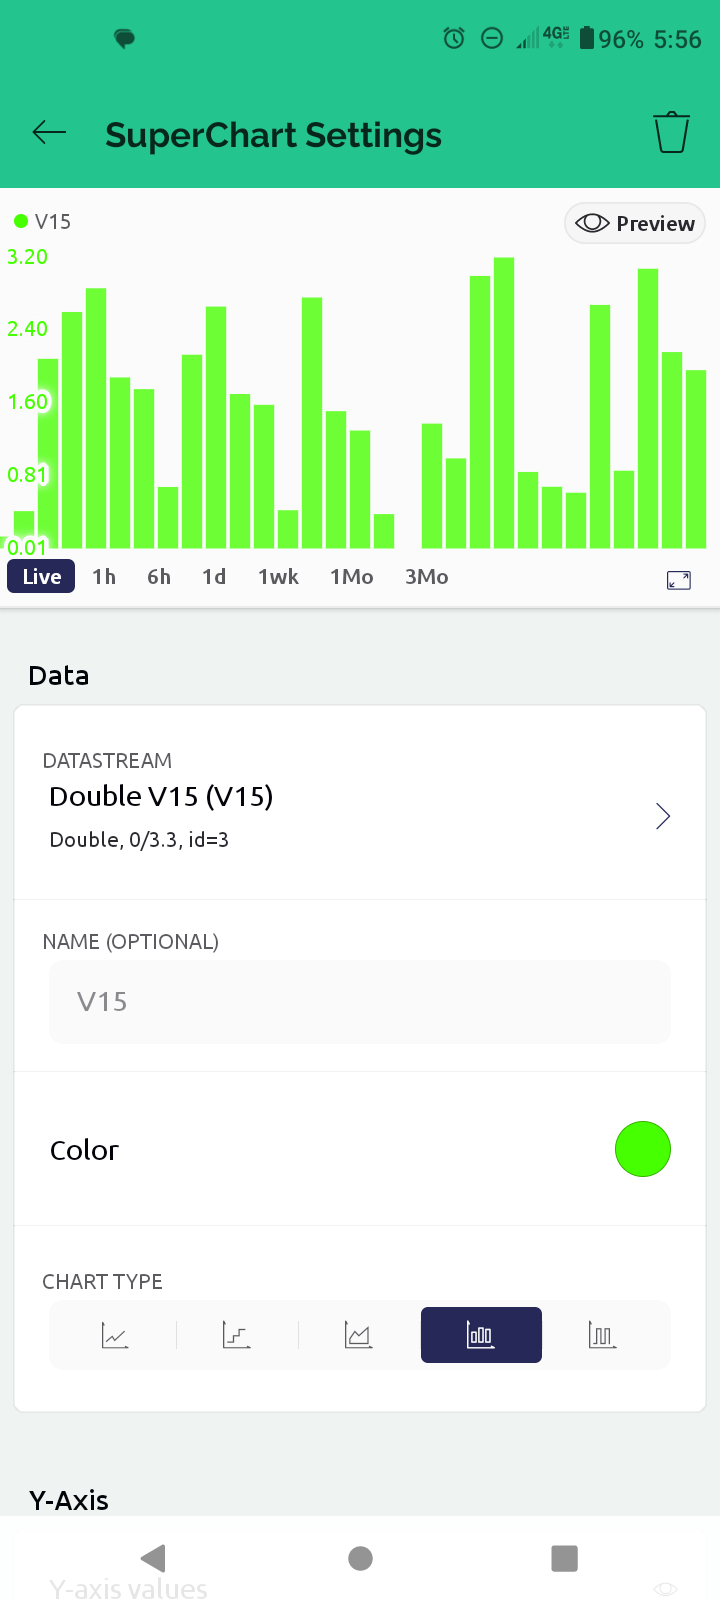 4G LTE 96% 5:56
SuperChart Settings
V15
Preview
3.20
2.40
1.60
0.81
0.01
Live 1h 6h 1d 1wk 1Mo 3Mo
Data
DATASTREAM
Double V15 (V15)
Double, 0/3.3, id=3
NAME (OPTIONAL)
V15
Color
CHART TYPE
Y-Axis
Y-axis values